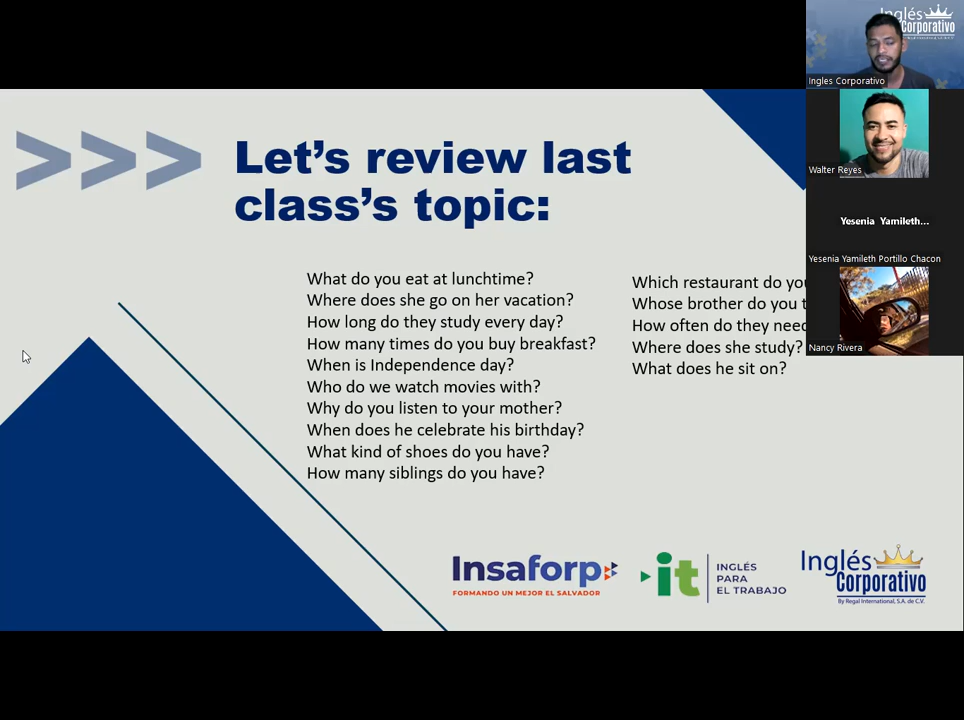 Let's review last
class's topic:
What do you eat at lunchtime?
Where does she go on her vacation?
How long do they study every day?
How many times do you buy breakfast?
When is Independence day?
Who do we watch movies with?
Why do you listen to your mother?
When does he celebrate his birthday?
What kind of shoes do you have?
How many siblings do you have?
Which restaurant do you
Whose brother do you t
How often do they need
Where does she study?
What does he sit on?
Insaforp
FORMANDO UN MEJOR EL SALVADOR
it
INGLÉS
PARA
EL TRABAJO
Inglés
Corporativo
By Regal International, S.A. de C.V.
Inglés
Corporativo
Ingles Corporativo
Walter Reyes
Yesenia Yamileth...
Yesenia Yamileth Portillo Chacon
Nancy Rivera